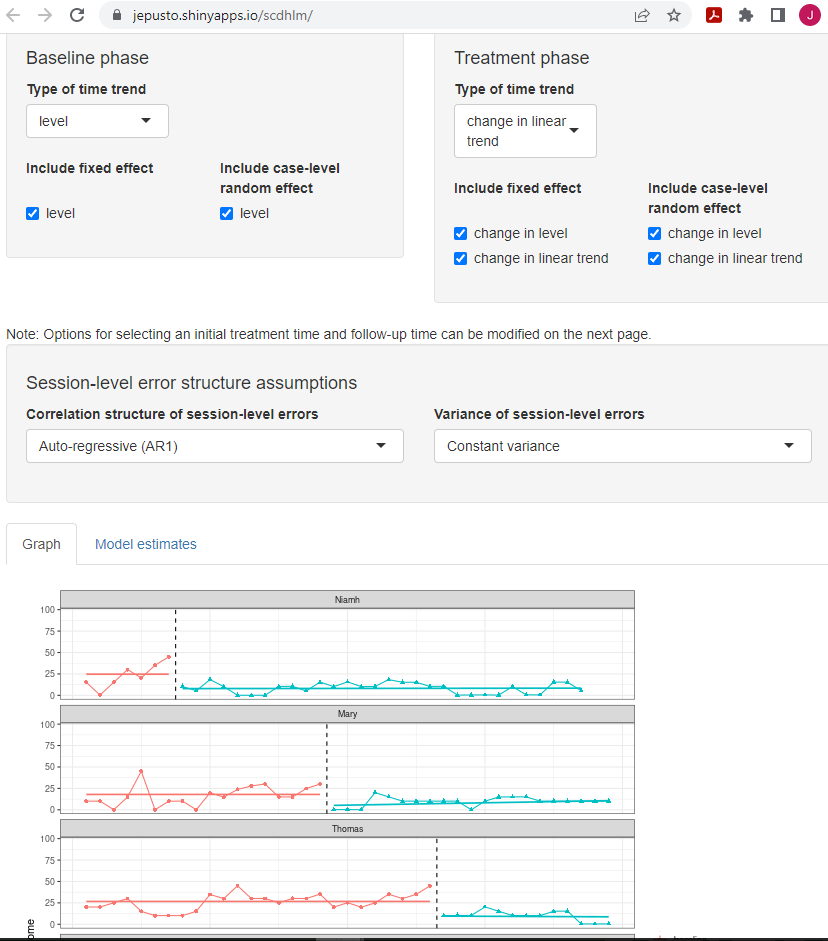 jepusto.shinyapps.io/scdhlm/
J
Baseline phase
Type of time trend
level
Include fixed effect
Include case-level
random effect
level
level
Treatment phase
Type of time trend
change in linear
trend
Include fixed effect
Include case-level
random effect
change in level
change in level
change in linear trend
change in linear trend
Note: Options for selecting an initial treatment time and follow-up time can be modified on the next page.
Session-level error structure assumptions
Correlation structure of session-level errors
Variance of session-level errors
Auto-regressive (AR1)
Constant variance
Graph
Model estimates
Niamh
100
75
50
25
0
Mary
100
75
50
25
0
Thomas
100
75
50
25
0